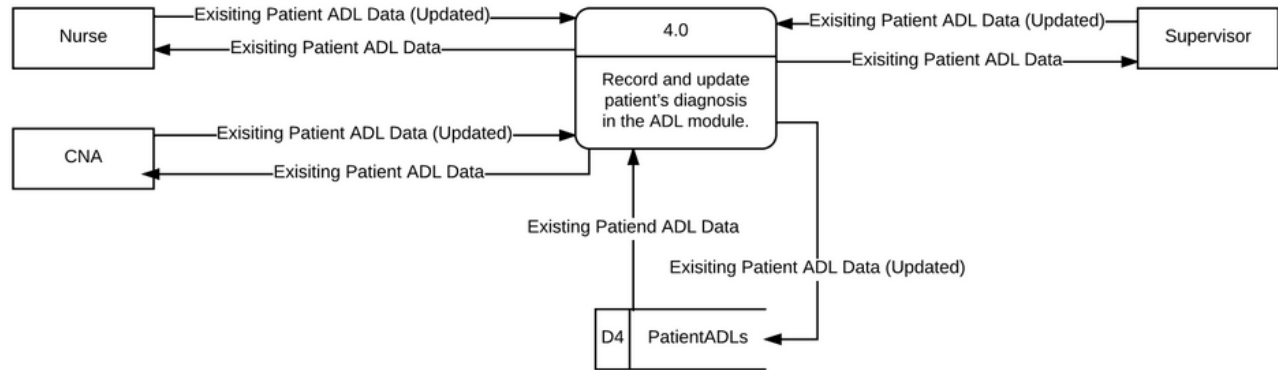 Exisiting Patient ADL Data (Updated)
Nurse
Exisiting Patient ADL Data
4.0
Record and update
patient's diagnosis
in the ADL module.
Exisiting Patient ADL Data (Updated)
Supervisor
Exisiting Patient ADL Data
Exisiting Patient ADL Data (Updated)
CNA
Exisiting Patient ADL Data
Existing Patiend ADL Data
Exisiting Patient ADL Data (Updated)
D4
PatientADLs